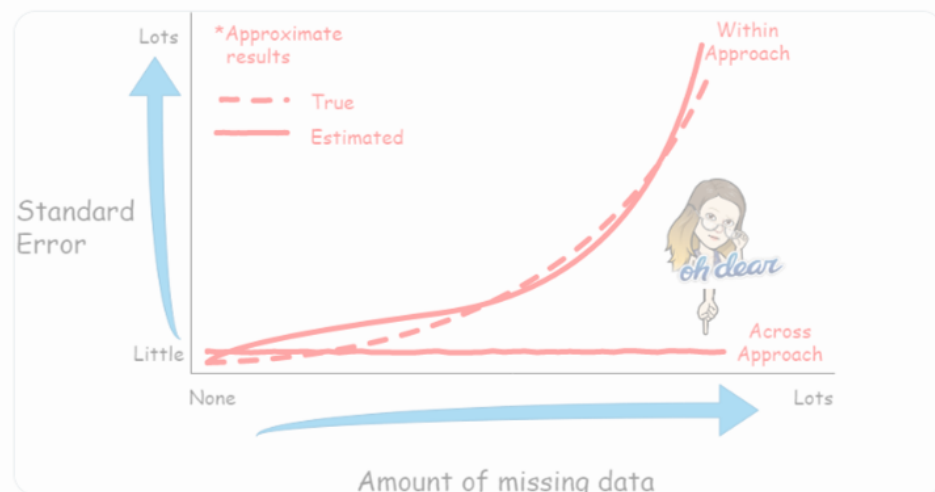 Lots
*Approximate
results
True
Estimated
Within
Approach
Standard
Error
oh dear
Little
Across
Approach
None
Lots
Amount of missing data